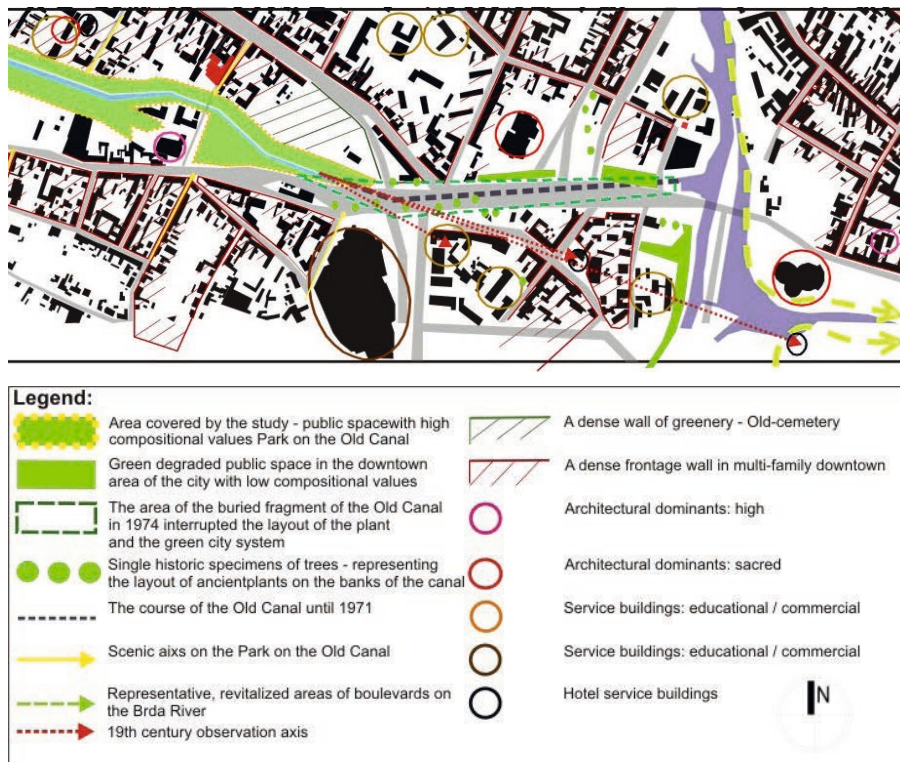 Legend:
Area covered by the study - public spacewith high
compositional values Park on the Old Canal
Green degraded public space in the downtown
area of the city with low compositional values
The area of the buried fragment of the Old Canal
in 1974 interrupted the layout of the plant
and the green city system
Single historic specimens of trees - representing
the layout of ancientplants on the banks of the canal
The course of the Old Canal until 1971
Scenic aixs on the Park on the Old Canal
Representative, revitalized areas of boulevards on
the Brda River
19th century observation axis
A dense wall of greenery - Old-cemetery
A dense frontage wall in multi-family downtown
Architectural dominants: high
Architectural dominants: sacred
Service buildings: educational / commercial
Service buildings: educational / commercial
Hotel service buildings
N